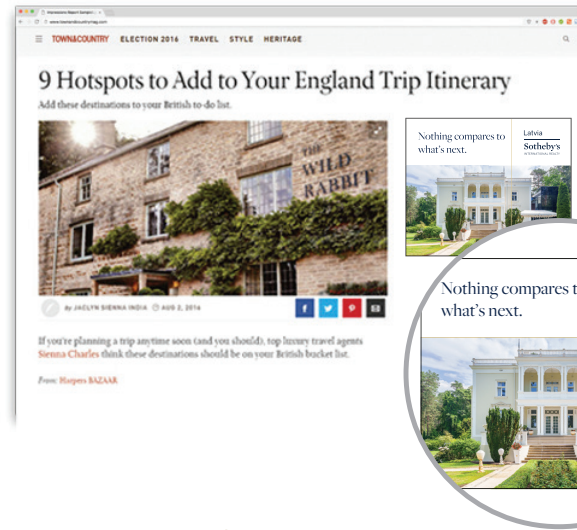 www.townandcountrymag.com
TOWN&COUNTRY ELECTION 2016 TRAVEL STYLE HERITAGE
9 Hotspots to Add to Your England Trip Itinerary
Add these destinations to your British to-do list.
THE
WILD
RABBIT
By JACLYN SIENNA INDIA AUG 2, 2016
If you're planning a trip anytime soon (and you should), top luxury travel agents
Sienna Charles think these destinations should be on your British bucket list.
From: Harpers BAZAAR
Nothing compares to
what's next.
Latvia
Sotheby's
INTERNATIONAL REALTY
Nothing compares t
what's next.